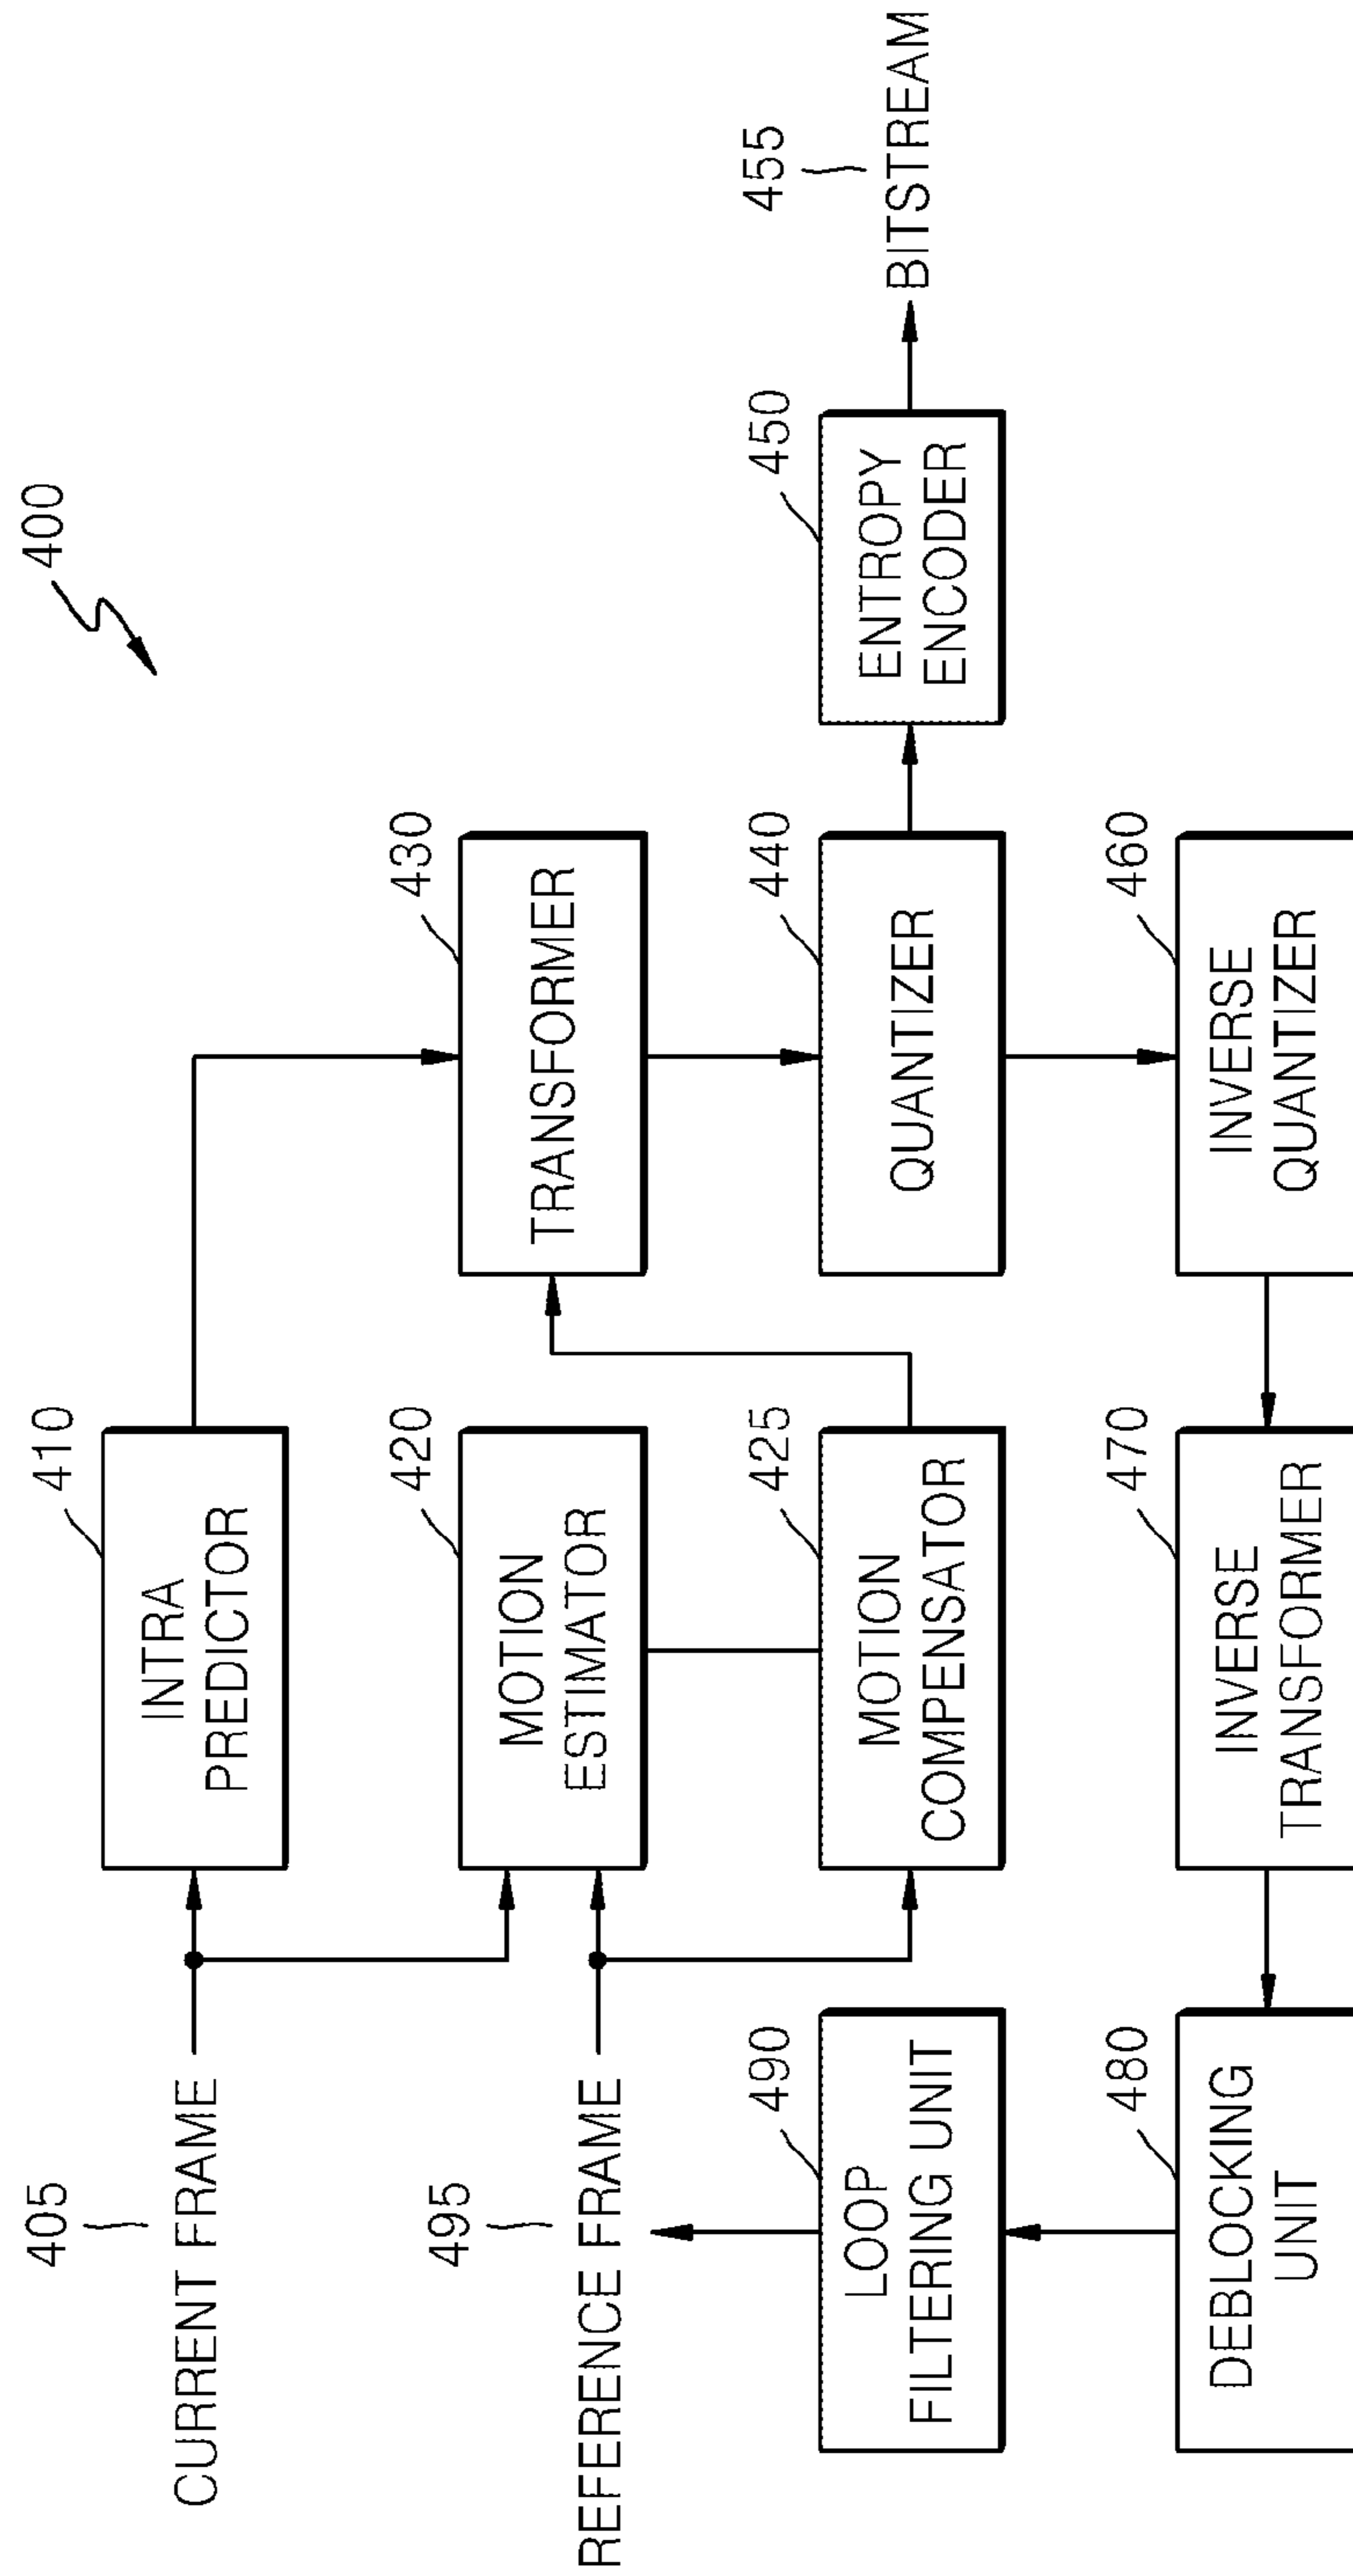 400
405
CURRENT FRAME
410
INTRA
PREDICTOR
495
REFERENCE FRAME
420
MOTION
ESTIMATOR
430
TRANSFORMER
490
LOOP
FILTERING UNIT
425
MOTION
COMPENSATOR
440
QUANTIZER
450
ENTROPY
ENCODER
455
BITSTREAM
480
DEBLOCKING
UNIT
470
INVERSE
TRANSFORMER
460
INVERSE
QUANTIZER